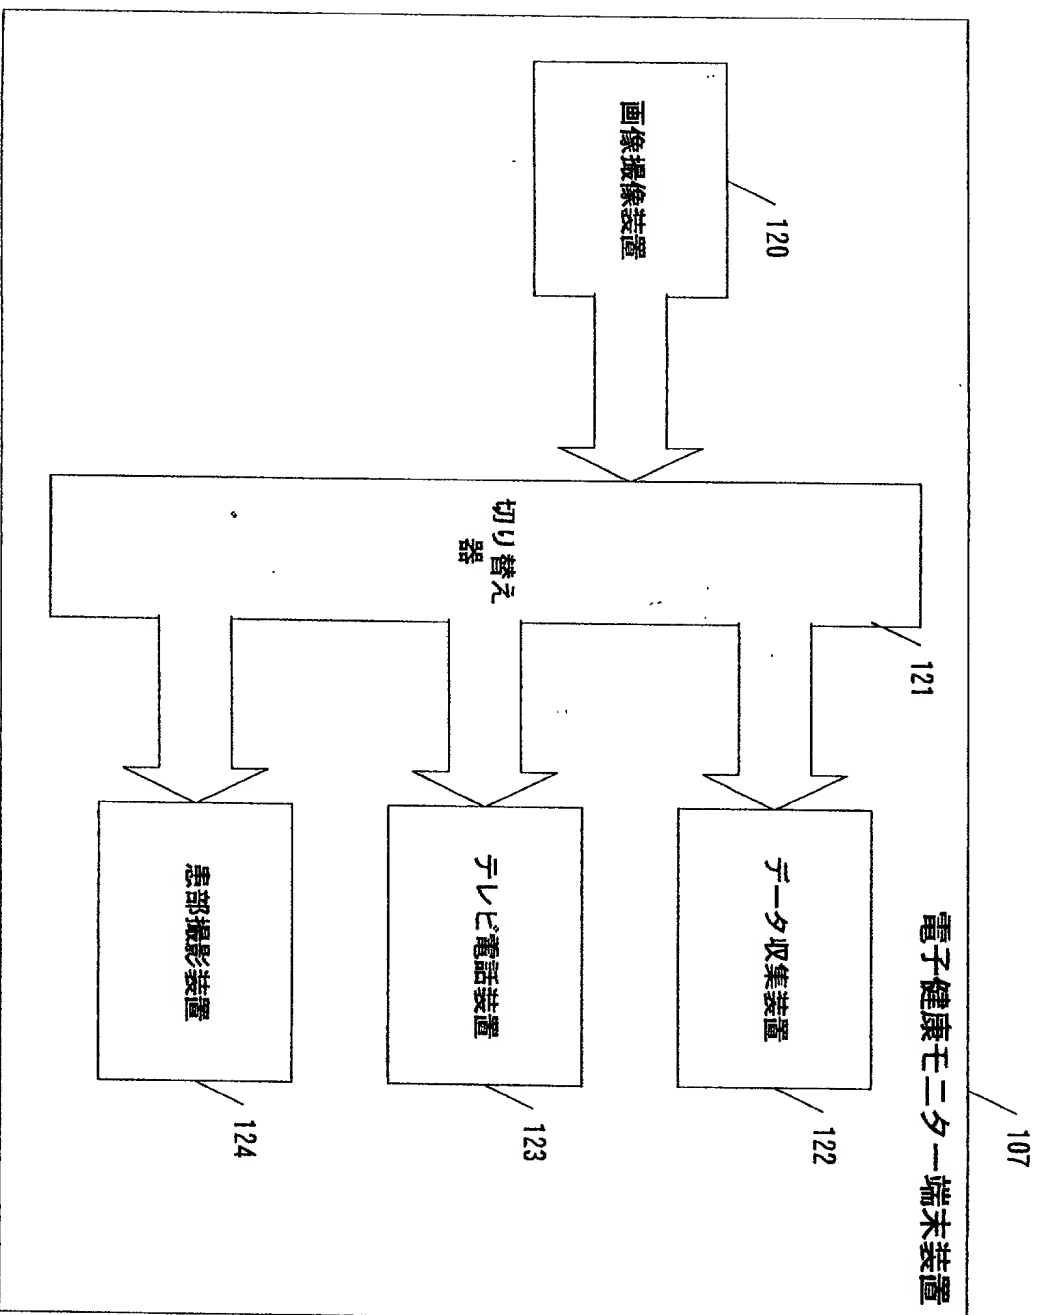 107
電子健康モニター端末装置
120
画像撮像装置
121
切り替え
器
データ収集装置
122
テレビ電話装置
123
患部撮影装置
124